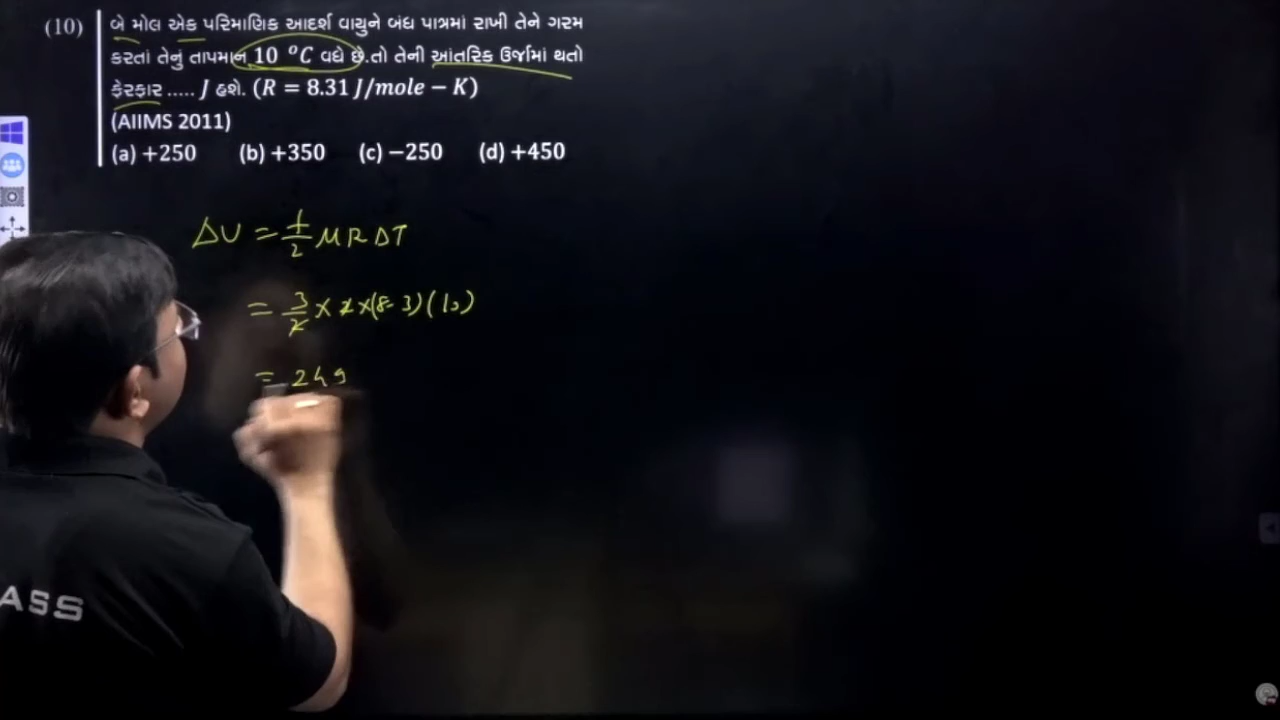 (10) બે મોલ એક પરિમાણિક આદર્શ વાયુને બંધ પાત્રમાં રાખી તેને ગરમ
કરતાં તેનું તાપમાન 10 °C વધે છે.તો તેની આંતરિક ઉર્જામાં થતો
ફેરફાર ..... J હશે. (R = 8.31 J/mole − K)
(AIIMS 2011)
(a) +250 (b) +350 (c) −250 (d) +450
ΔU = f/2 μ R ΔT
= 3/2 × 2 × (8.3) (10)
= 249
ASS